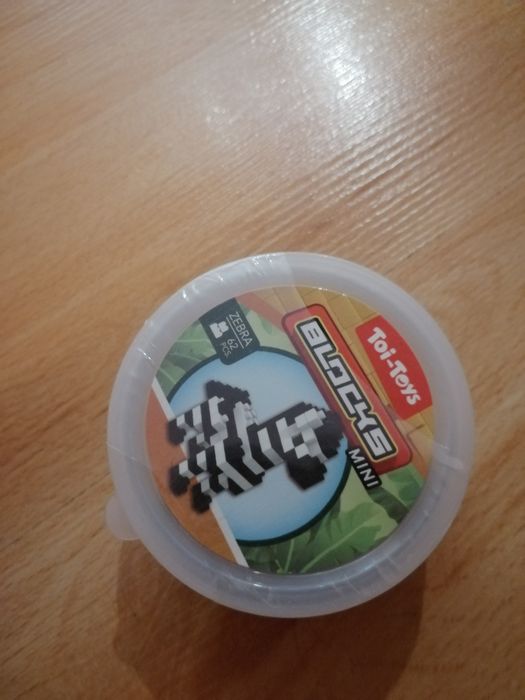 Toi-Toys
BLOCKS
MINI
ZEBRA
62
PCS.